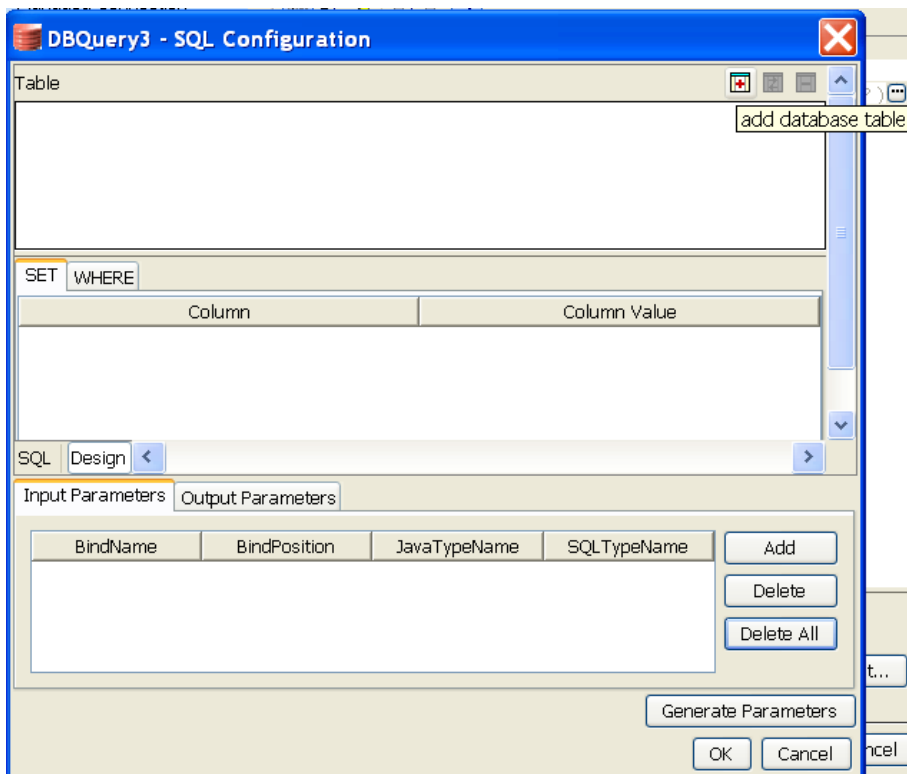 DBQuery3 - SQL Configuration
Table
add database table
SET WHERE
Column Column Value
SQL Design
Input Parameters Output Parameters
BindName BindPosition JavaTypeName SQLTypeName Add
Delete
Delete All
t...
Generate Parameters
OK Cancel ncel